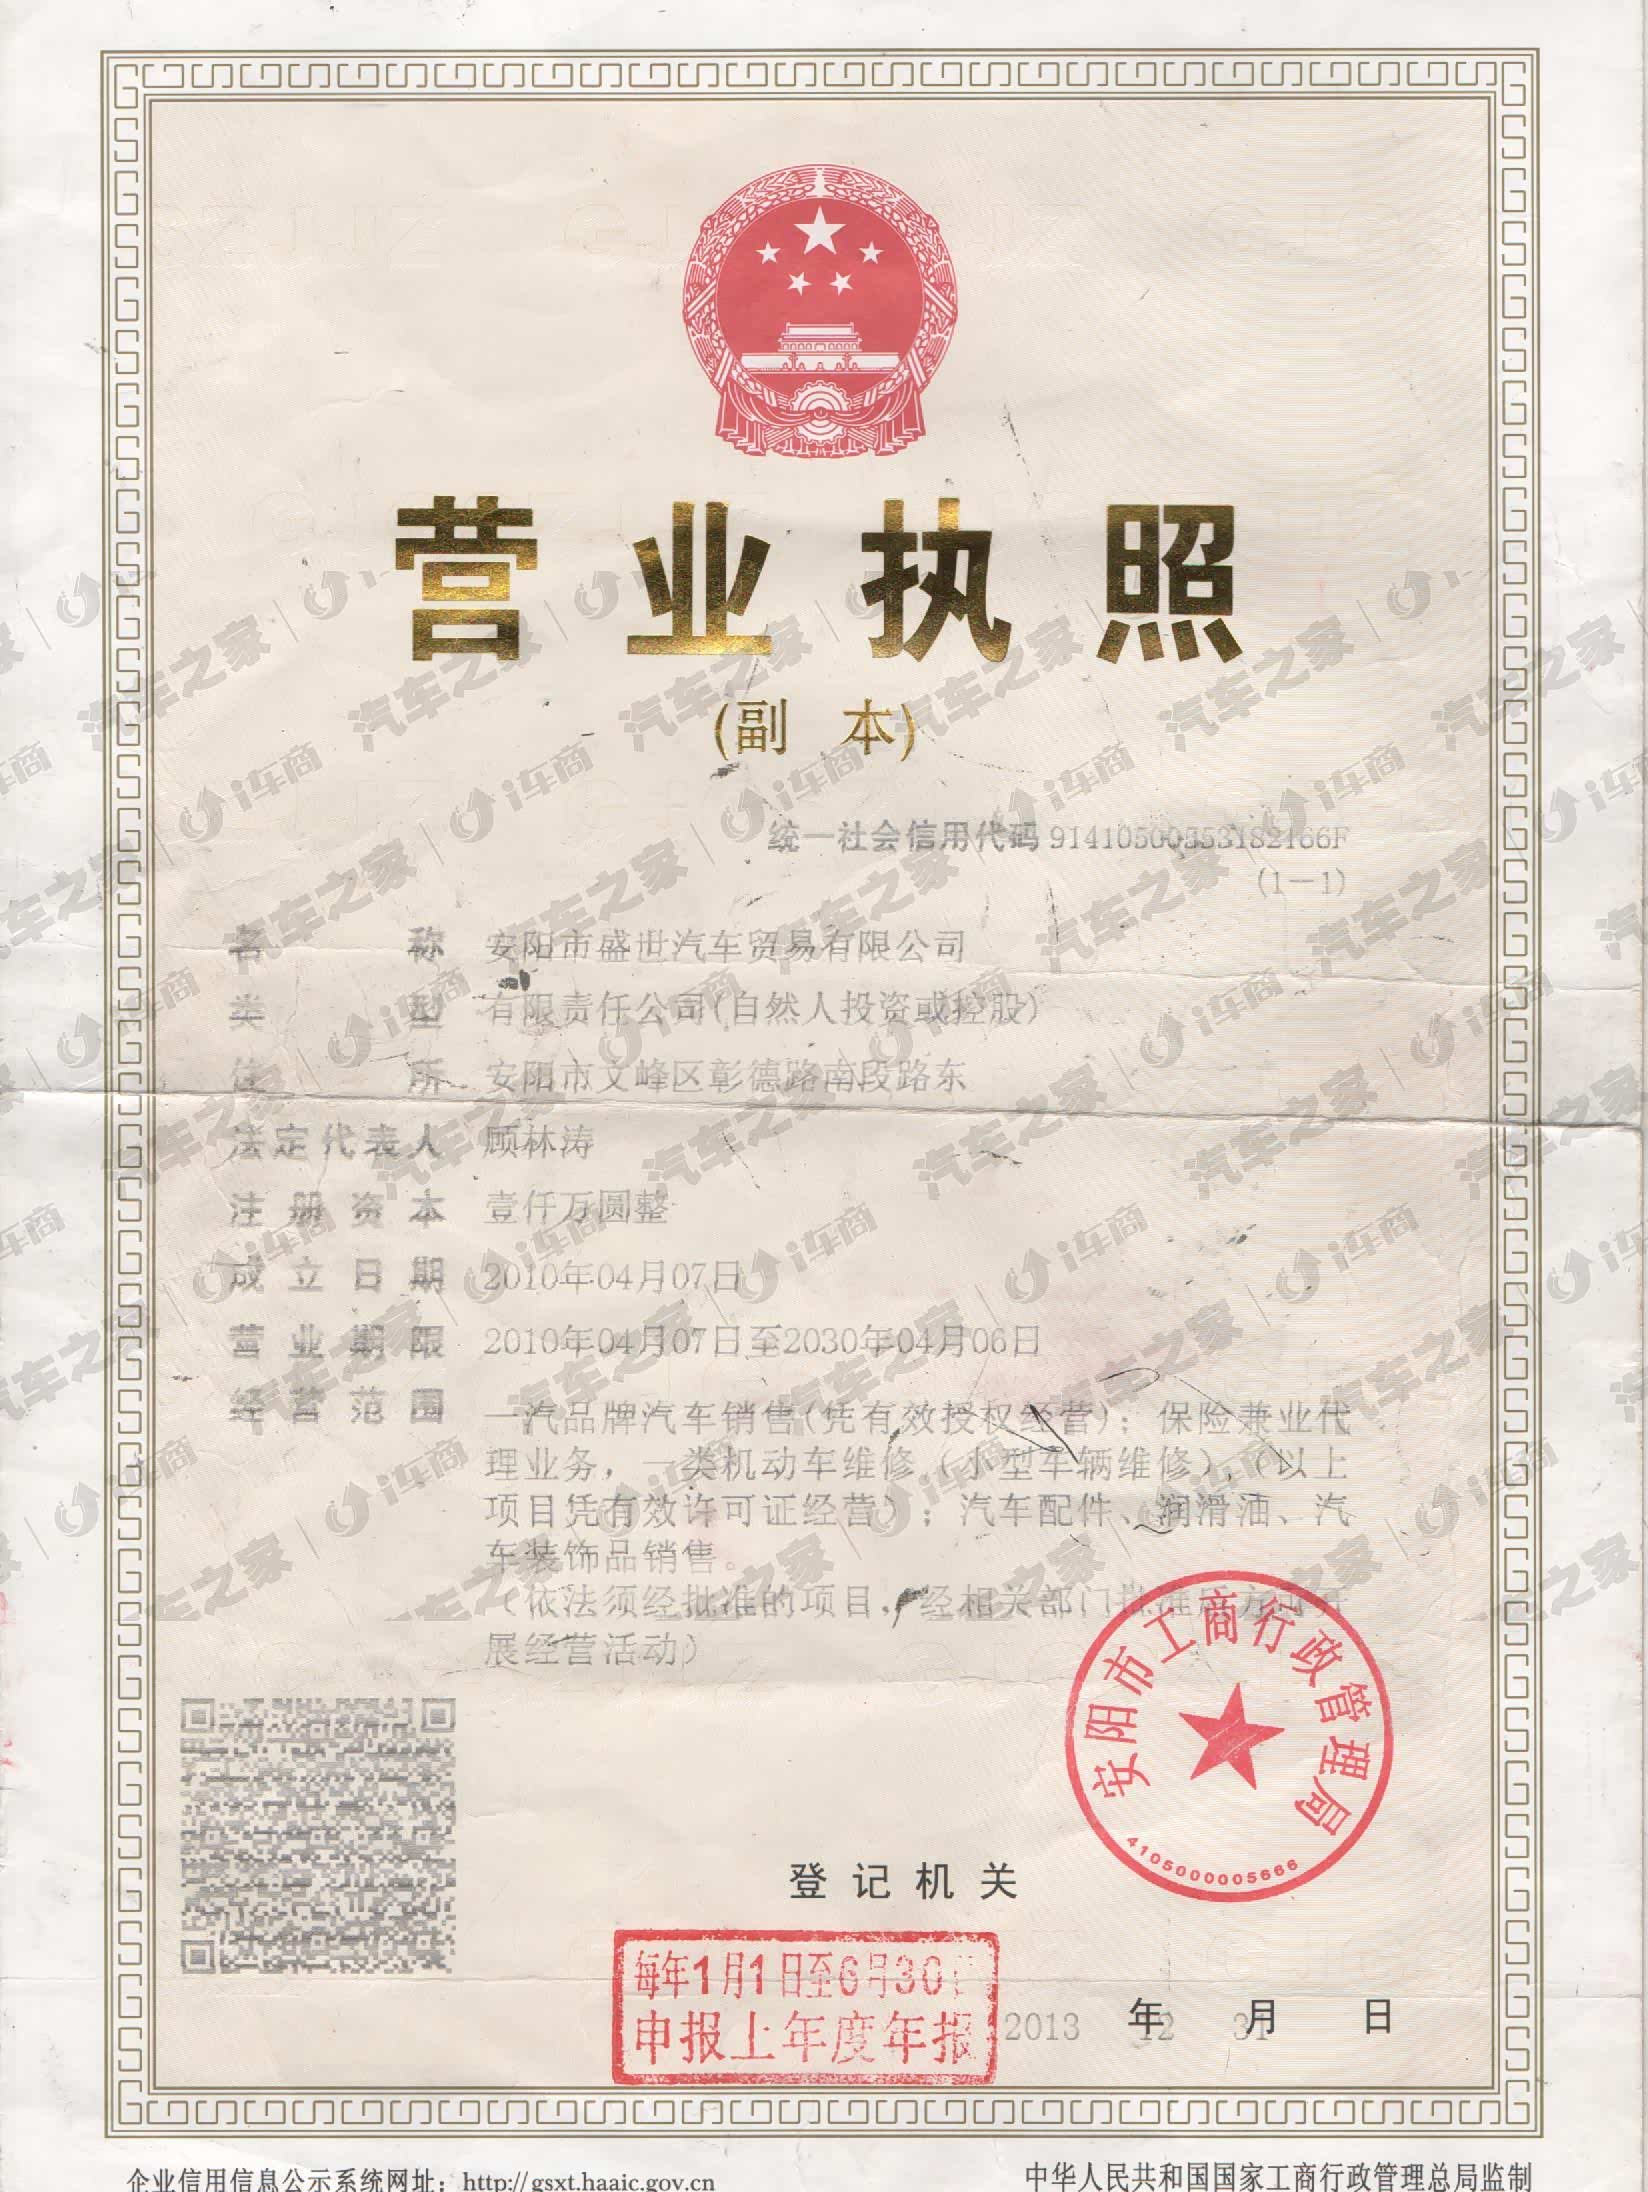 营业执照
(副 本)
统一社会信用代码 91410500553182166F
(1-1)
名 称 安阳市盛世汽车贸易有限公司
类 型 有限责任公司(自然人投资或控股)
住 所 安阳市文峰区彰德路南段路东
法定代表人 顾林涛
注册资本 壹仟万圆整
成立日期 2010年04月07日
营业期限 2010年04月07日至2030年04月06日
经营范围 一汽品牌汽车销售(凭有效授权经营);保险兼业代
理业务,一类机动车维修(小型车辆维修),(以上
项目凭有效许可证经营);汽车配件、润滑油、汽
车装饰品销售。
(依法须经批准的项目,经相关部门批准后方可开
展经营活动)
安阳市工商行政管理局
4105000005666
登记机关
每年1月1日至6月30日
申报上年度年报
2013 年 12 月 31 日
企业信用信息公示系统网址:http://gsxt.haaic.gov.cn
中华人民共和国国家工商行政管理总局监制
汽车之家 | i车商